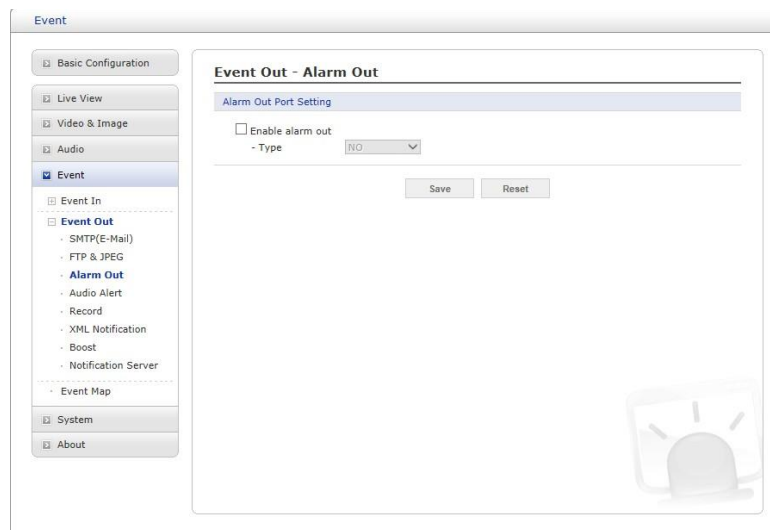 Event
Basic Configuration
Live View
Video & Image
Audio
Event
Event In
Event Out
SMTP(E-Mail)
FTP & JPEG
Alarm Out
Audio Alert
Record
XML Notification
Boost
Notification Server
Event Map
System
About
Event Out - Alarm Out
Alarm Out Port Setting
Enable alarm out
- Type NO
Save Reset